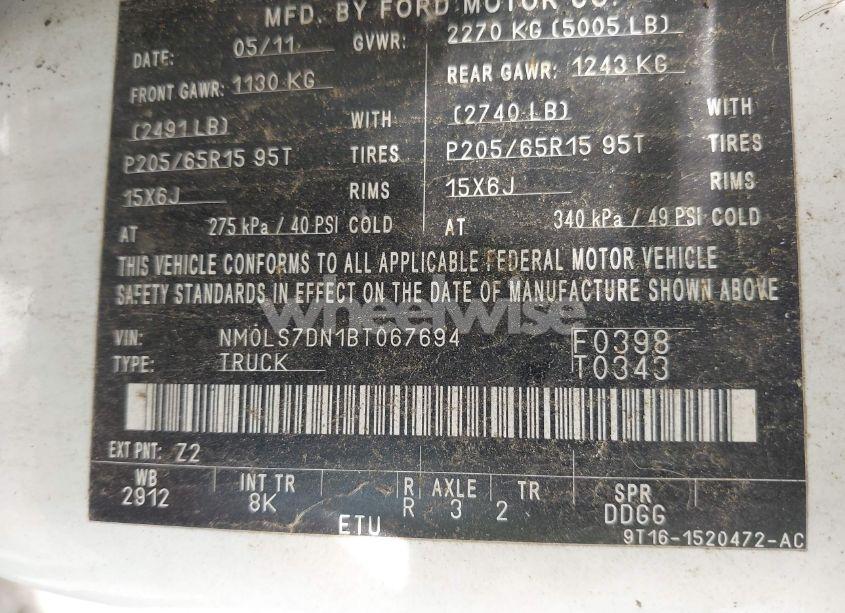 MFD. BY FORD MOTOR CO.
DATE: 05/11 GVWR: 2270 KG (5005 LB)
FRONT GAWR: 1130 KG REAR GAWR: 1243 KG
(2491 LB) WITH (2740 LB) WITH
P205/65R15 95T TIRES P205/65R15 95T TIRES
15X6J RIMS 15X6J RIMS
AT 275 kPa / 40 PSI COLD AT 340 kPa / 49 PSI COLD
THIS VEHICLE CONFORMS TO ALL APPLICABLE FEDERAL MOTOR VEHICLE
SAFETY STANDARDS IN EFFECT ON THE DATE OF MANUFACTURE SHOWN ABOVE
wheelwise
VIN: NM0LS7DN1BT067694 F0398
TYPE: TRUCK T0343
EXT PNT: Z2
WB INT TR R AXLE TR SPR
2912 8K R 3 2 DDGG
ETU 9T16-1520472-AC